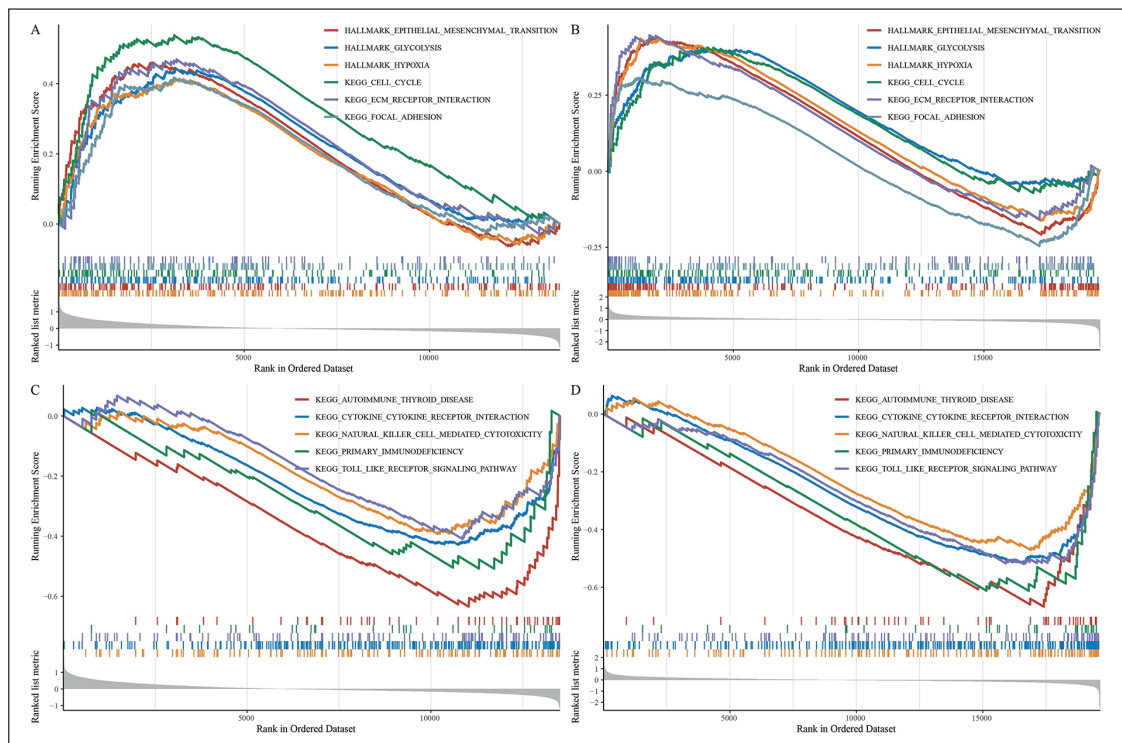 A
HALLMARK_EPITHELIAL_MESENCHYMAL_TRANSITION
HALLMARK_GLYCOLYSIS
HALLMARK_HYPOXIA
KEGG_CELL_CYCLE
KEGG_ECM_RECEPTOR_INTERACTION
KEGG_FOCAL_ADHESION
Running Enrichment Score
0.4
0.2
0.0
Ranked list metric
1
0
−1
5000
10000
Rank in Ordered Dataset
B
HALLMARK_EPITHELIAL_MESENCHYMAL_TRANSITION
HALLMARK_GLYCOLYSIS
HALLMARK_HYPOXIA
KEGG_CELL_CYCLE
KEGG_ECM_RECEPTOR_INTERACTION
KEGG_FOCAL_ADHESION
Running Enrichment Score
0.25
0.00
−0.25
Ranked list metric
2
1
0
−1
−2
5000
10000
15000
Rank in Ordered Dataset
C
KEGG_AUTOIMMUNE_THYROID_DISEASE
KEGG_CYTOKINE_CYTOKINE_RECEPTOR_INTERACTION
KEGG_NATURAL_KILLER_CELL_MEDIATED_CYTOTOXICITY
KEGG_PRIMARY_IMMUNODEFICIENCY
KEGG_TOLL_LIKE_RECEPTOR_SIGNALING_PATHWAY
Running Enrichment Score
0.0
−0.2
−0.4
−0.6
Ranked list metric
1
0
−1
5000
10000
Rank in Ordered Dataset
D
KEGG_AUTOIMMUNE_THYROID_DISEASE
KEGG_CYTOKINE_CYTOKINE_RECEPTOR_INTERACTION
KEGG_NATURAL_KILLER_CELL_MEDIATED_CYTOTOXICITY
KEGG_PRIMARY_IMMUNODEFICIENCY
KEGG_TOLL_LIKE_RECEPTOR_SIGNALING_PATHWAY
Running Enrichment Score
0.0
−0.2
−0.4
−0.6
Ranked list metric
2
1
0
−1
−2
5000
10000
15000
Rank in Ordered Dataset